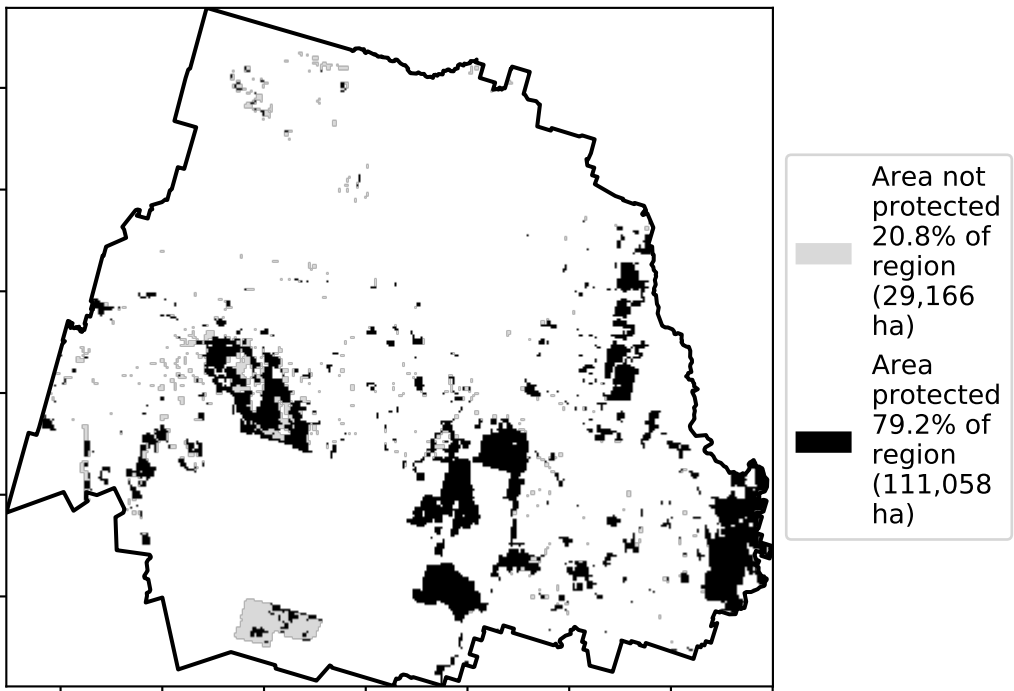 Area not
protected
20.8% of
region
(29,166
ha)
Area
protected
79.2% of
region
(111,058
ha)